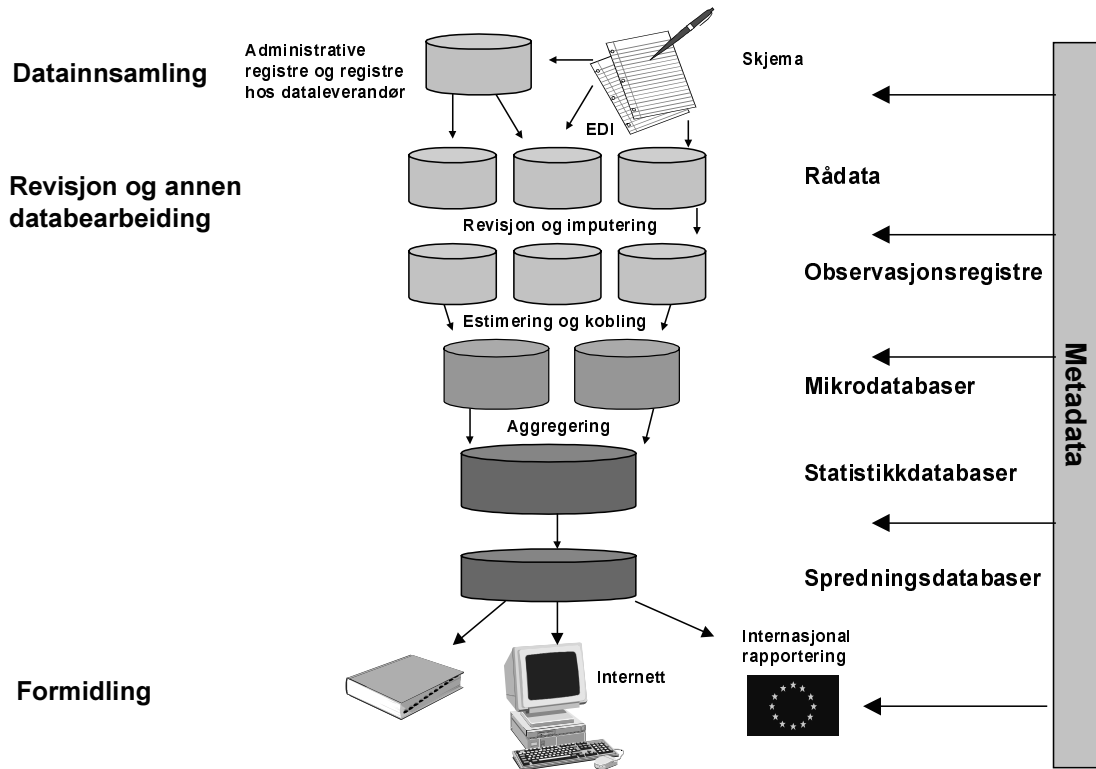 Datainnsamling
Administrative
registre og registre
hos dataleverandør
Skjema
EDI
Revisjon og annen
databearbeiding
Rådata
Revisjon og imputering
Observasjonsregistre
Estimering og kobling
Mikrodatabaser
Aggregering
Statistikkdatabaser
Spredningsdatabaser
Formidling
Internett
Internasjonal
rapportering
Metadata